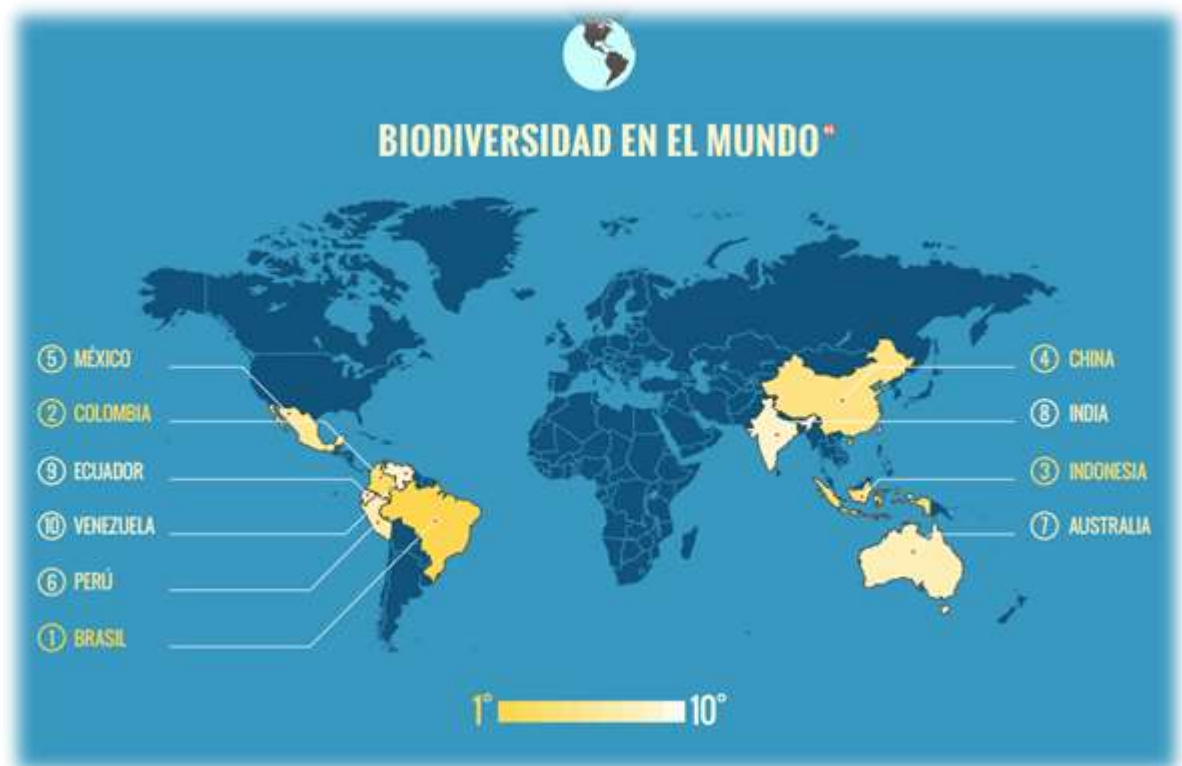 BIODIVERSIDAD EN EL MUNDO
5 MÉXICO
2 COLOMBIA
9 ECUADOR
10 VENEZUELA
6 PERÚ
1 BRASIL
4 CHINA
8 INDIA
3 INDONESIA
7 AUSTRALIA
1° 10°